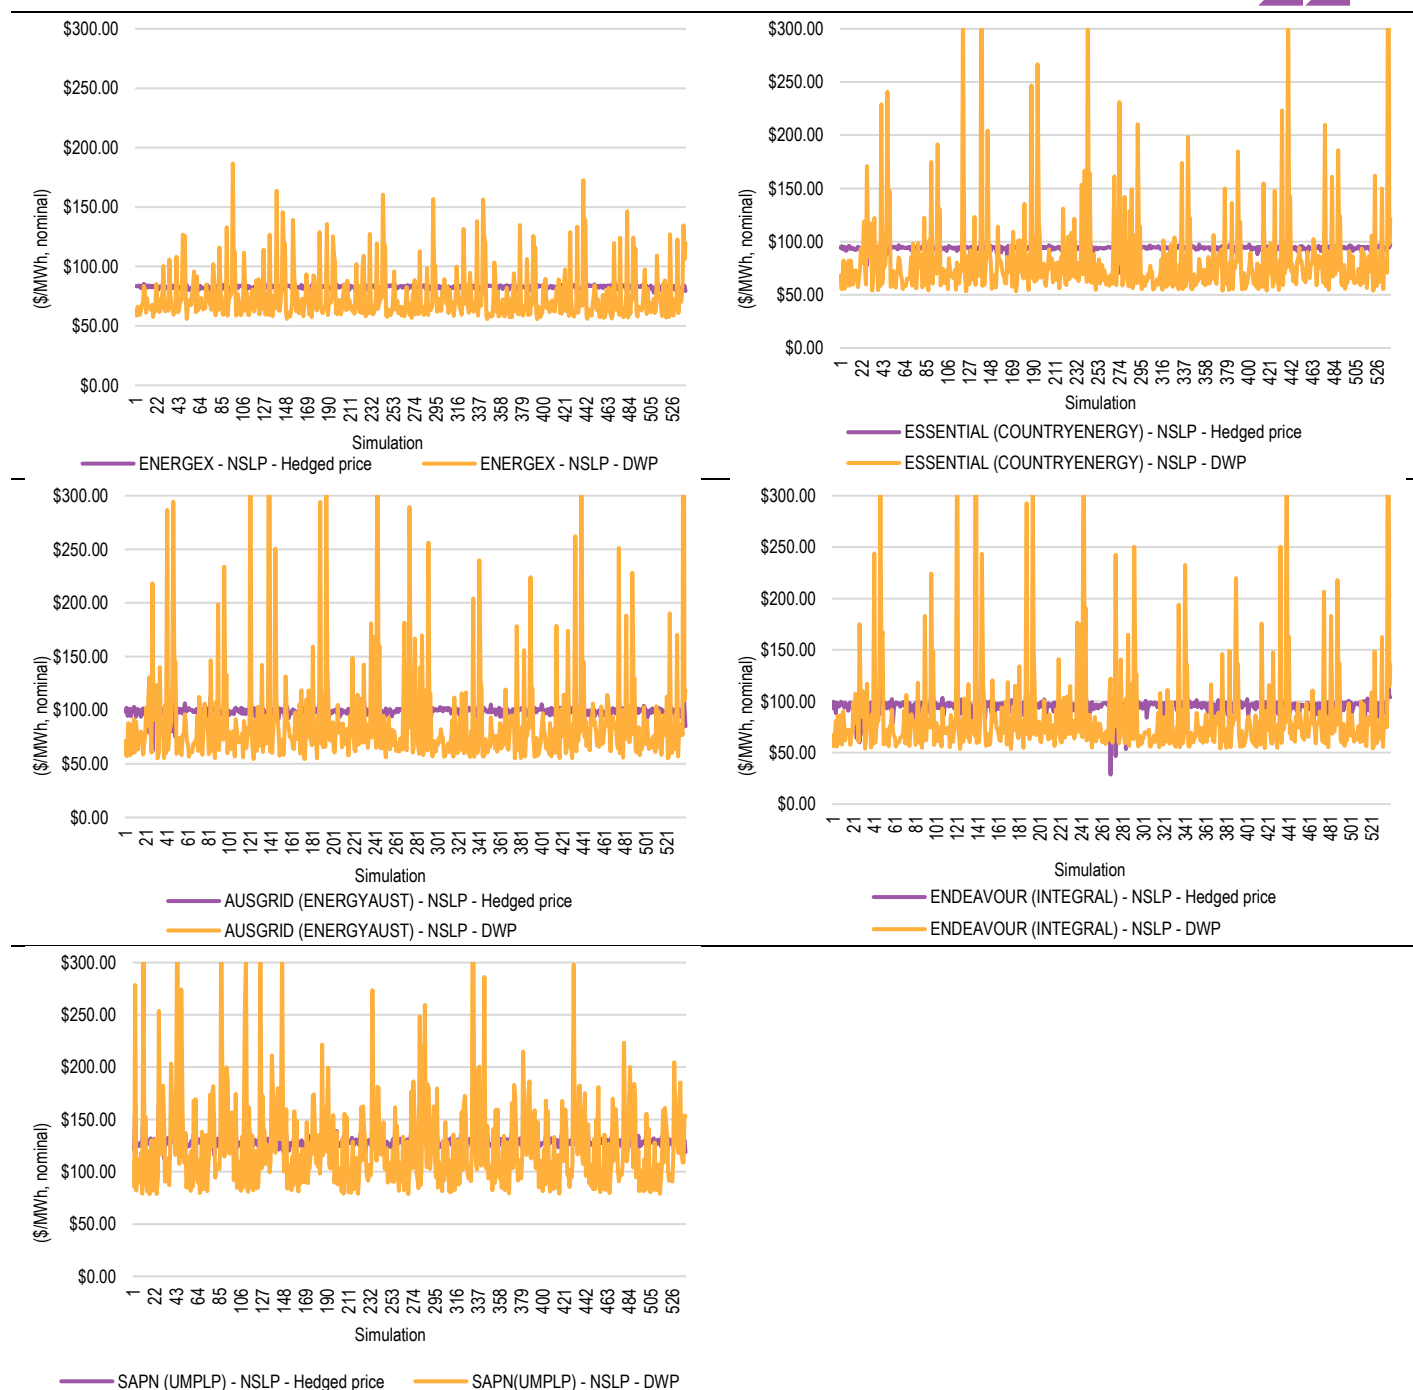 $300.00
$250.00
$200.00
$150.00
$100.00
$50.00
$0.00
($/MWh, nominal)
1 22 43 64 85 106 127 148 169 190 211 232 253 274 295 316 337 358 379 400 421 442 463 484 505 526
Simulation
ENERGEX - NSLP - Hedged price ENERGEX - NSLP - DWP
$300.00
$250.00
$200.00
$150.00
$100.00
$50.00
$0.00
($/MWh, nominal)
1 22 43 64 85 106 127 148 169 190 211 232 253 274 295 316 337 358 379 400 421 442 463 484 505 526
Simulation
ESSENTIAL (COUNTRYENERGY) - NSLP - Hedged price
ESSENTIAL (COUNTRYENERGY) - NSLP - DWP
$300.00
$250.00
$200.00
$150.00
$100.00
$50.00
$0.00
($/MWh, nominal)
1 21 41 61 81 101 121 141 161 181 201 221 241 261 281 301 321 341 361 381 401 421 441 461 481 501 521
Simulation
AUSGRID (ENERGYAUST) - NSLP - Hedged price
AUSGRID (ENERGYAUST) - NSLP - DWP
$300.00
$250.00
$200.00
$150.00
$100.00
$50.00
$0.00
($/MWh, nominal)
1 21 41 61 81 101 121 141 161 181 201 221 241 261 281 301 321 341 361 381 401 421 441 461 481 501 521
Simulation
ENDEAVOUR (INTEGRAL) - NSLP - Hedged price
ENDEAVOUR (INTEGRAL) - NSLP - DWP
$300.00
$250.00
$200.00
$150.00
$100.00
$50.00
$0.00
($/MWh, nominal)
1 22 43 64 85 106 127 148 169 190 211 232 253 274 295 316 337 358 379 400 421 442 463 484 505 526
Simulation
SAPN (UMPLP) - NSLP - Hedged price SAPN(UMPLP) - NSLP - DWP